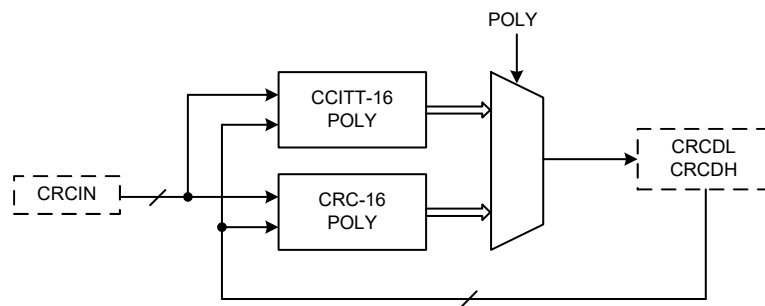 POLY
CCITT-16
POLY
CRCDL
CRCDH
CRCIN
CRC-16
POLY